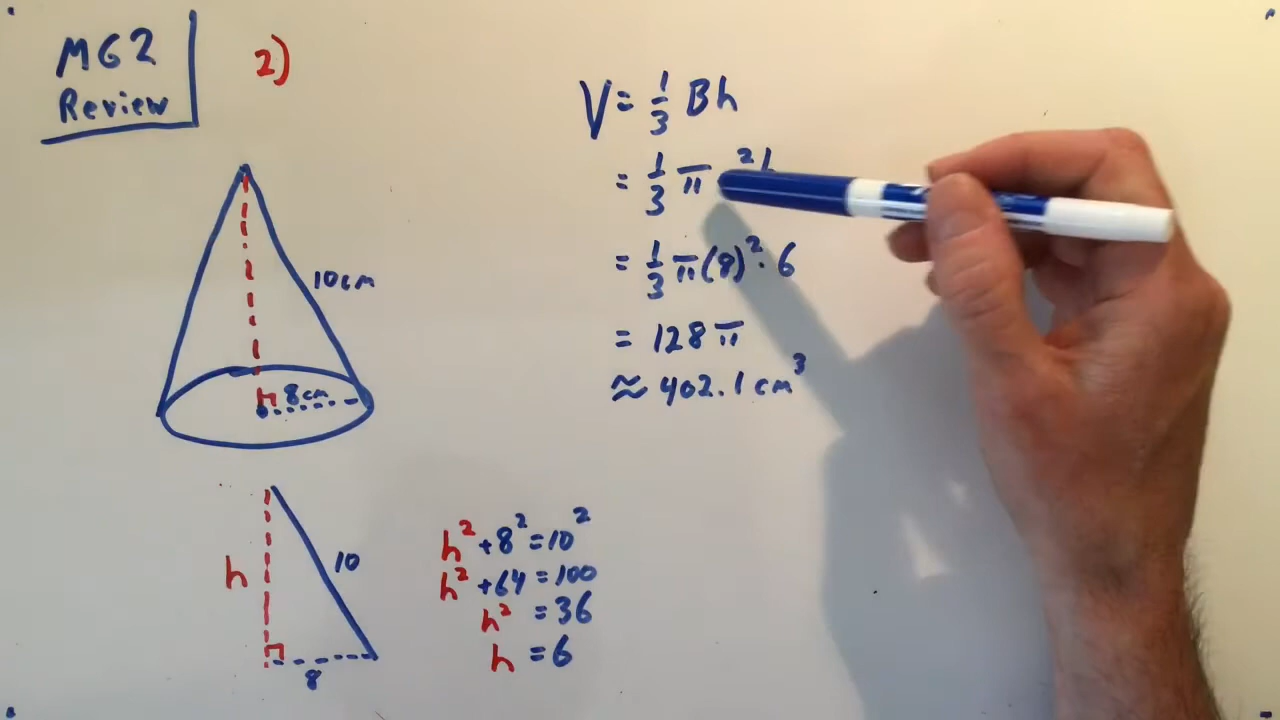 MG2
Review
2)
V = 1/3 Bh
= 1/3 π ²
= 1/3 π(8)² · 6
= 128π
≈ 402.1 cm³
10cm
8cm
h
10
8
h² + 8² = 10²
h² + 64 = 100
h² = 36
h = 6